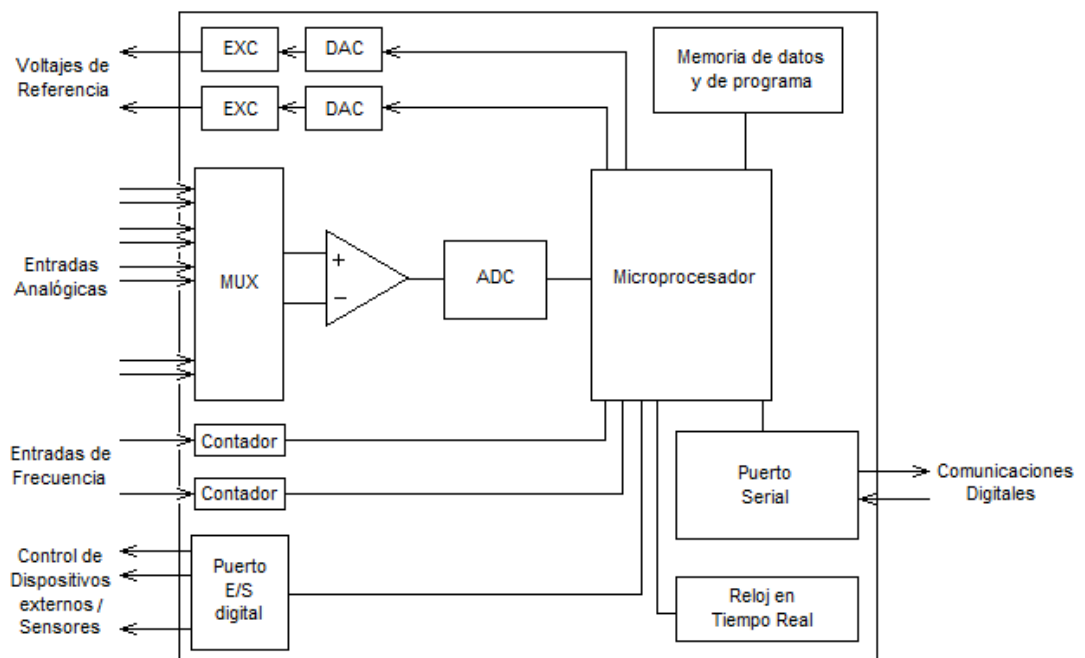 EXC
DAC
Voltajes de
Referencia
EXC
DAC
Memoria de datos
y de programa
Entradas
Analógicas
MUX
+
−
ADC
Microprocesador
Entradas de
Frecuencia
Contador
Contador
Puerto
Serial
Comunicaciones
Digitales
Control de
Dispositivos
externos /
Sensores
Puerto
E/S
digital
Reloj en
Tiempo Real